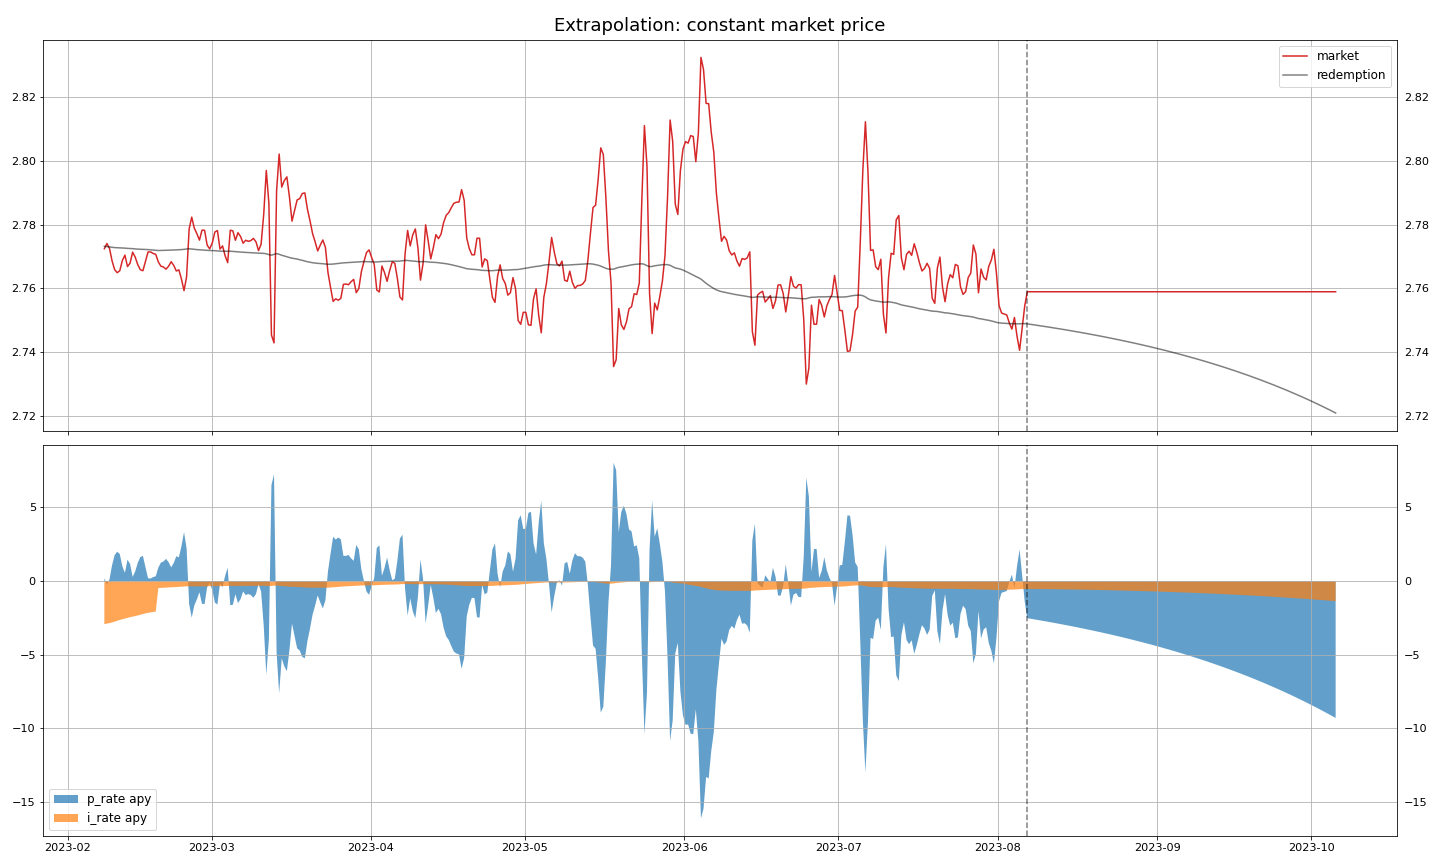 Extrapolation: constant market price
market
redemption
2.82 2.82
2.80 2.80
2.78 2.78
2.76 2.76
2.74 2.74
2.72 2.72
5 5
0 0
−5 −5
−10 −10
−15 −15
p_rate apy
i_rate apy
2023-02 2023-03 2023-04 2023-05 2023-06 2023-07 2023-08 2023-09 2023-10